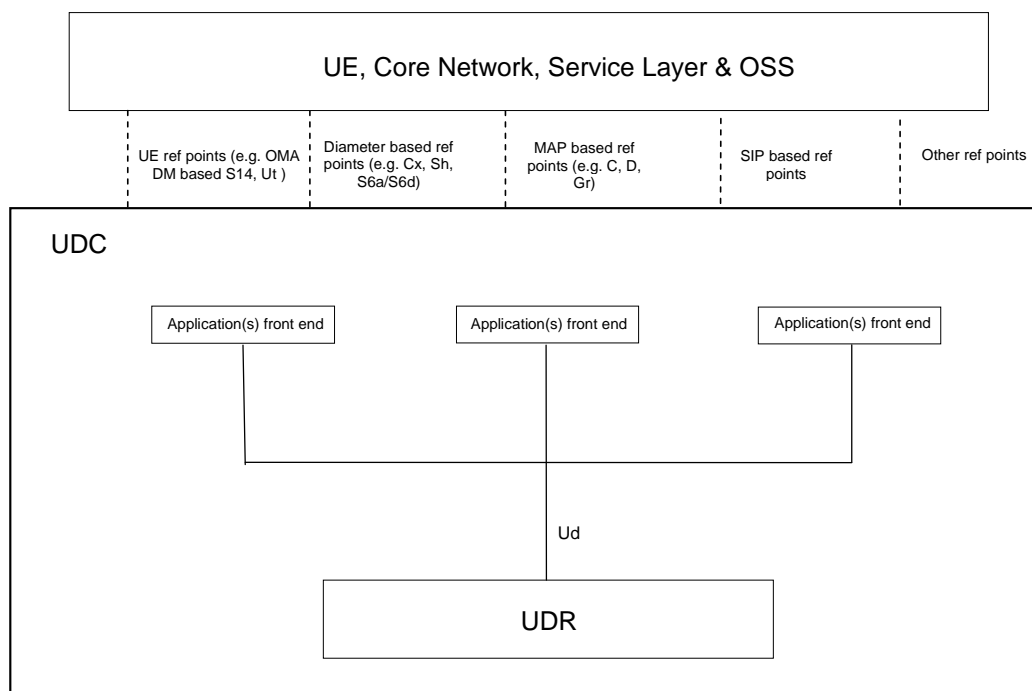 UE, Core Network, Service Layer & OSS
UE ref points (e.g. OMA
DM based S14, Ut )
Diameter based ref
points (e.g. Cx, Sh,
S6a/S6d)
MAP based ref
points (e.g. C, D,
Gr)
SIP based ref
points
Other ref points
UDC
Application(s) front end
Application(s) front end
Application(s) front end
Ud
UDR